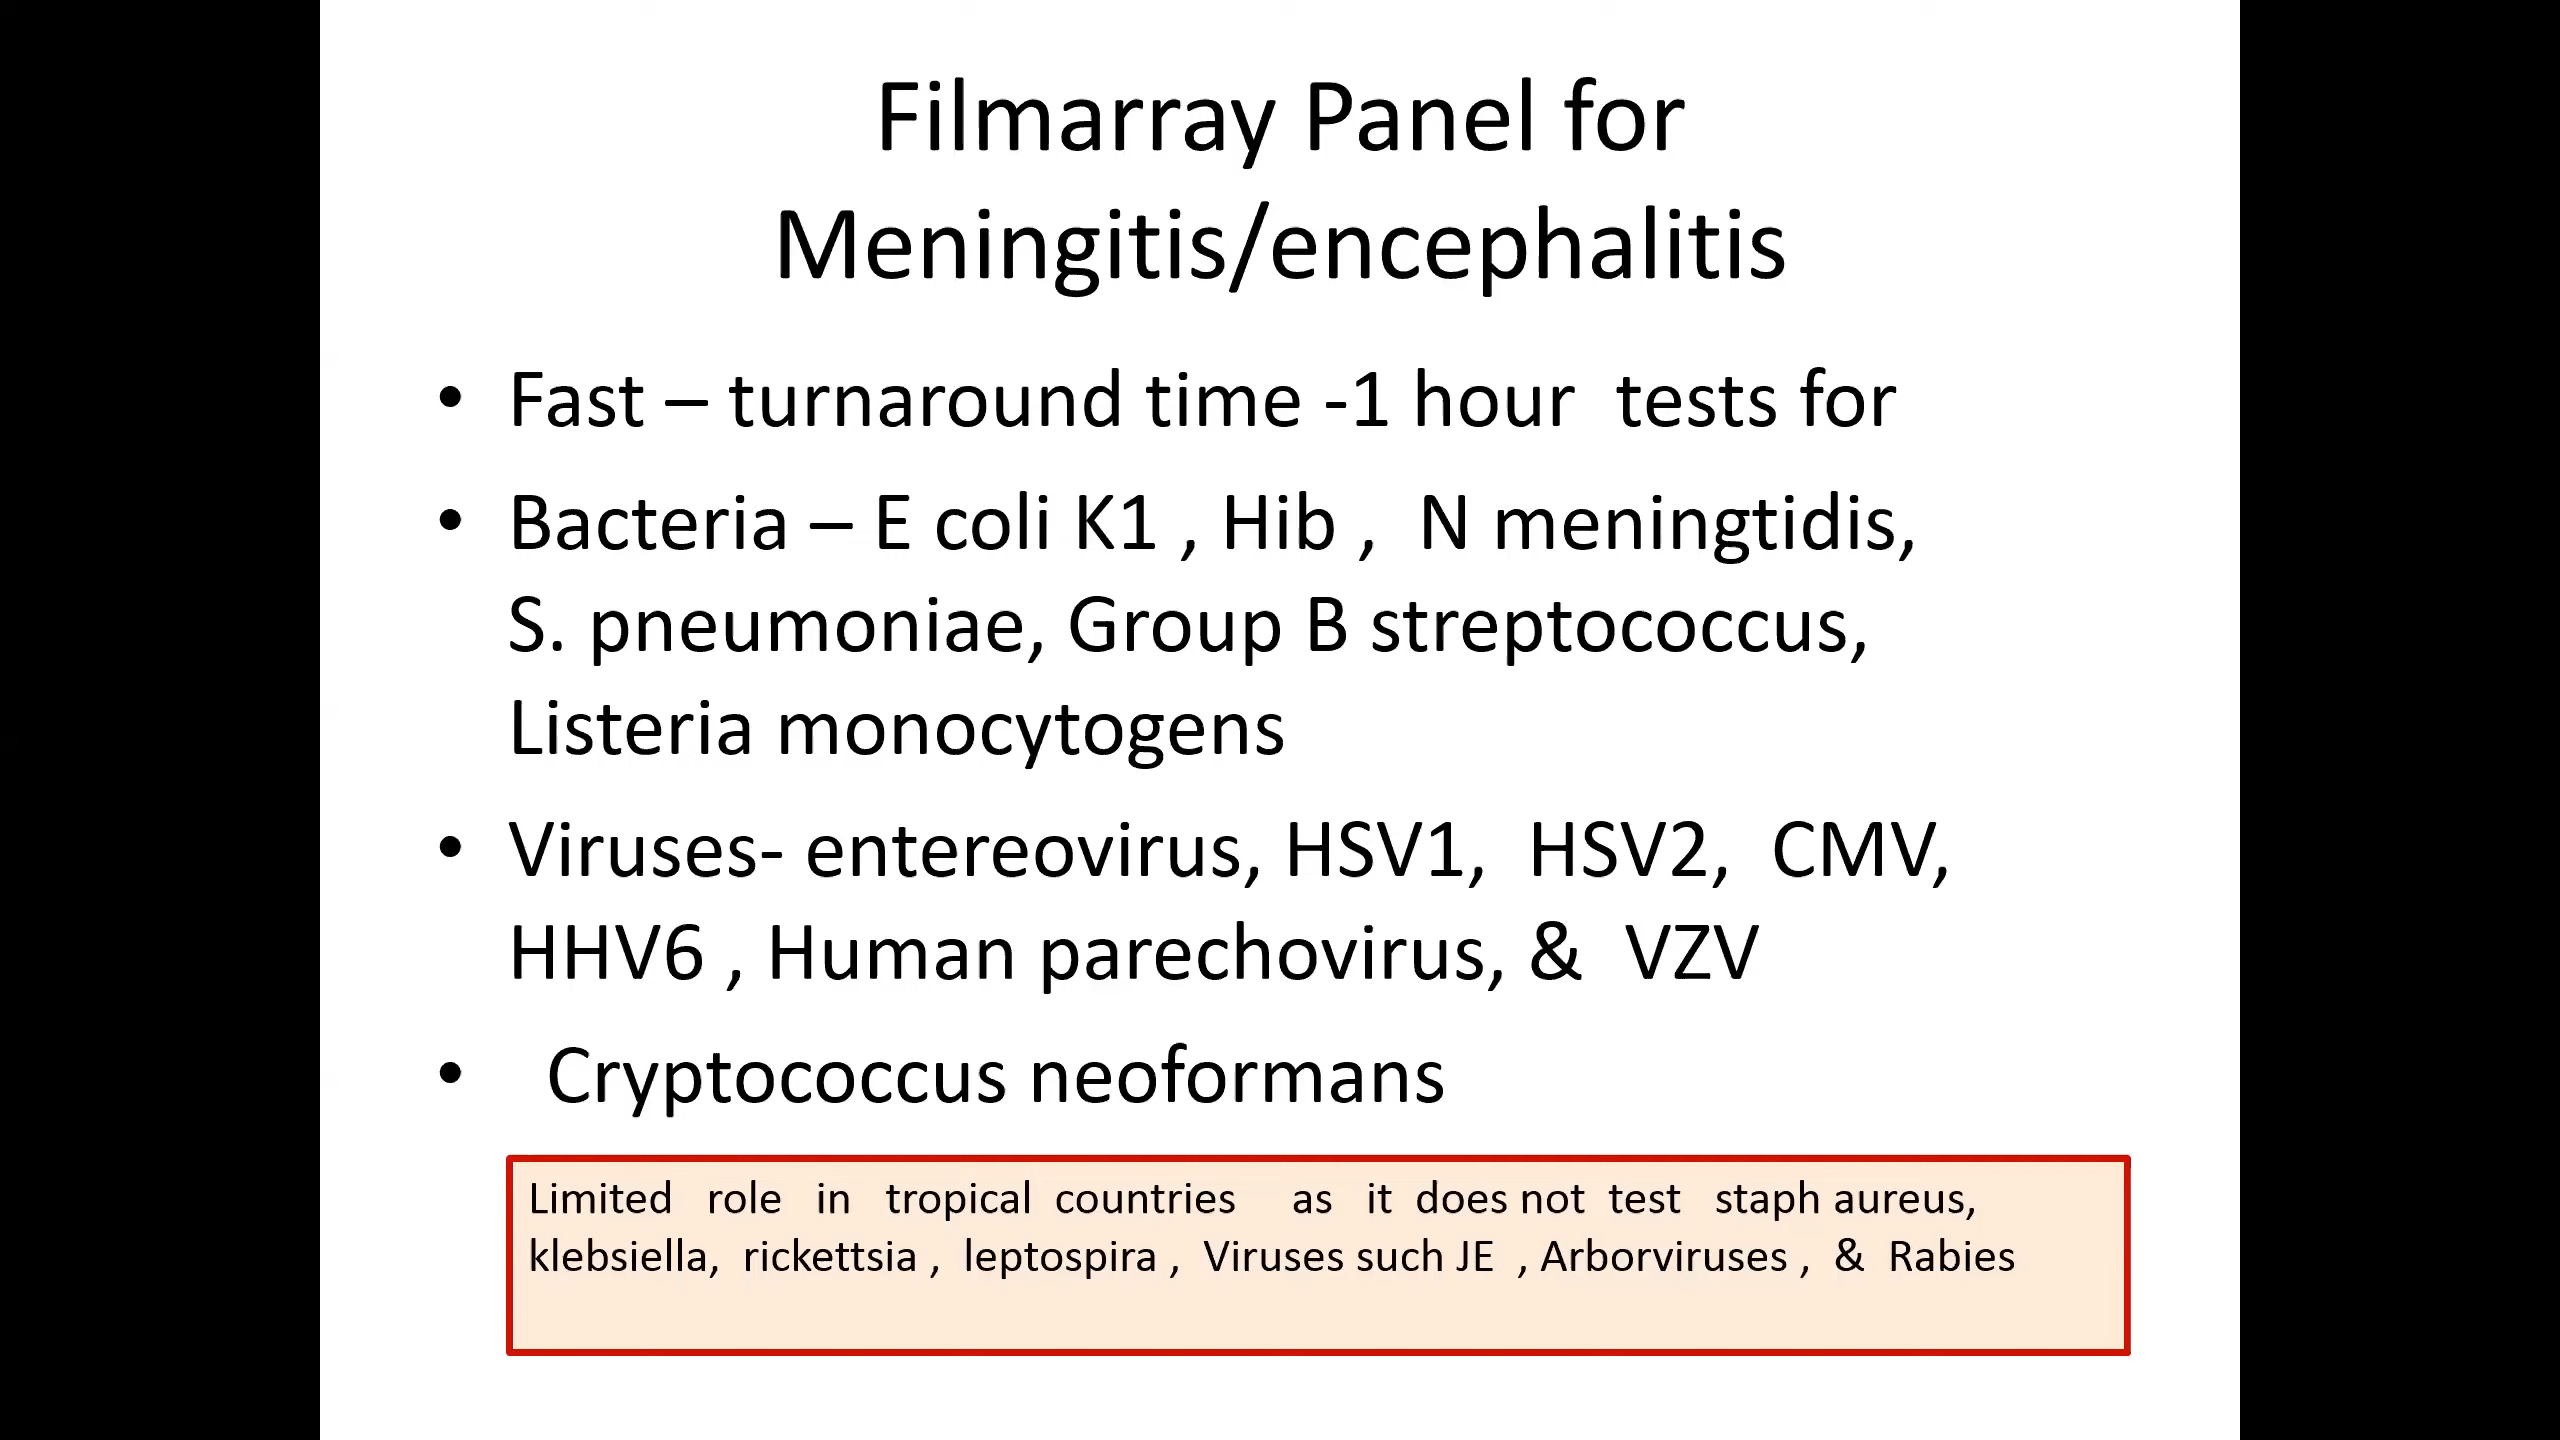 Filmarray Panel for
Meningitis/encephalitis
• Fast – turnaround time -1 hour tests for
• Bacteria – E coli K1 , Hib , N meningtidis,
S. pneumoniae, Group B streptococcus,
Listeria monocytogens
• Viruses- entereovirus, HSV1, HSV2, CMV,
HHV6 , Human parechovirus, & VZV
• Cryptococcus neoformans
Limited role in tropical countries as it does not test staph aureus,
klebsiella, rickettsia , leptospira , Viruses such JE , Arborviruses , & Rabies